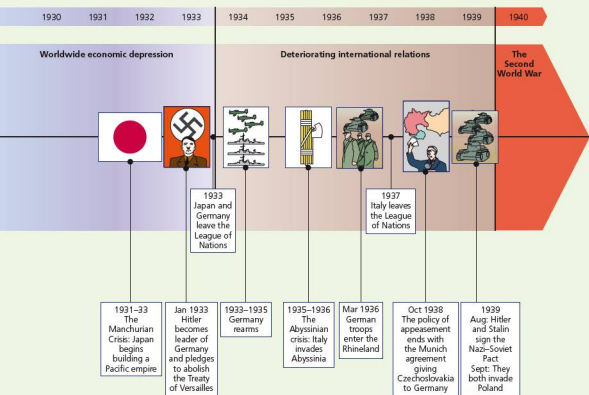 1930 1931 1932 1933 1934 1935 1936 1937 1938 1939 1940
Worldwide economic depression
Deteriorating international relations
The
Second
World War
1933
Japan and
Germany
leave the
League of
Nations
1937
Italy leaves
the League
of Nations
1931–33
The
Manchurian
Crisis: Japan
begins
building a
Pacific empire
Jan 1933
Hitler
becomes
leader of
Germany
and pledges
to abolish
the Treaty
of Versailles
1933–1935
Germany
rearms
1935–1936
The
Abyssinian
crisis: Italy
invades
Abyssinia
Mar 1936
German
troops
enter the
Rhineland
Oct 1938
The policy of
appeasement
ends with
the Munich
agreement
giving
Czechoslovakia
to Germany
1939
Aug: Hitler
and Stalin
sign the
Nazi–Soviet
Pact
Sept: They
both invade
Poland